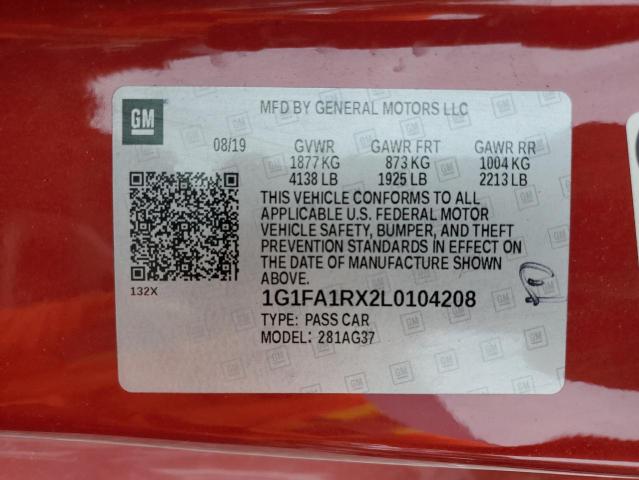 GM
MFD BY GENERAL MOTORS LLC
08/19 GVWR GAWR FRT GAWR RR
1877 KG 873 KG 1004 KG
4138 LB 1925 LB 2213 LB
THIS VEHICLE CONFORMS TO ALL
APPLICABLE U.S. FEDERAL MOTOR
VEHICLE SAFETY, BUMPER, AND THEFT
PREVENTION STANDARDS IN EFFECT ON
THE DATE OF MANUFACTURE SHOWN
ABOVE.
132X
1G1FA1RX2L0104208
TYPE: PASS CAR
MODEL: 281AG37